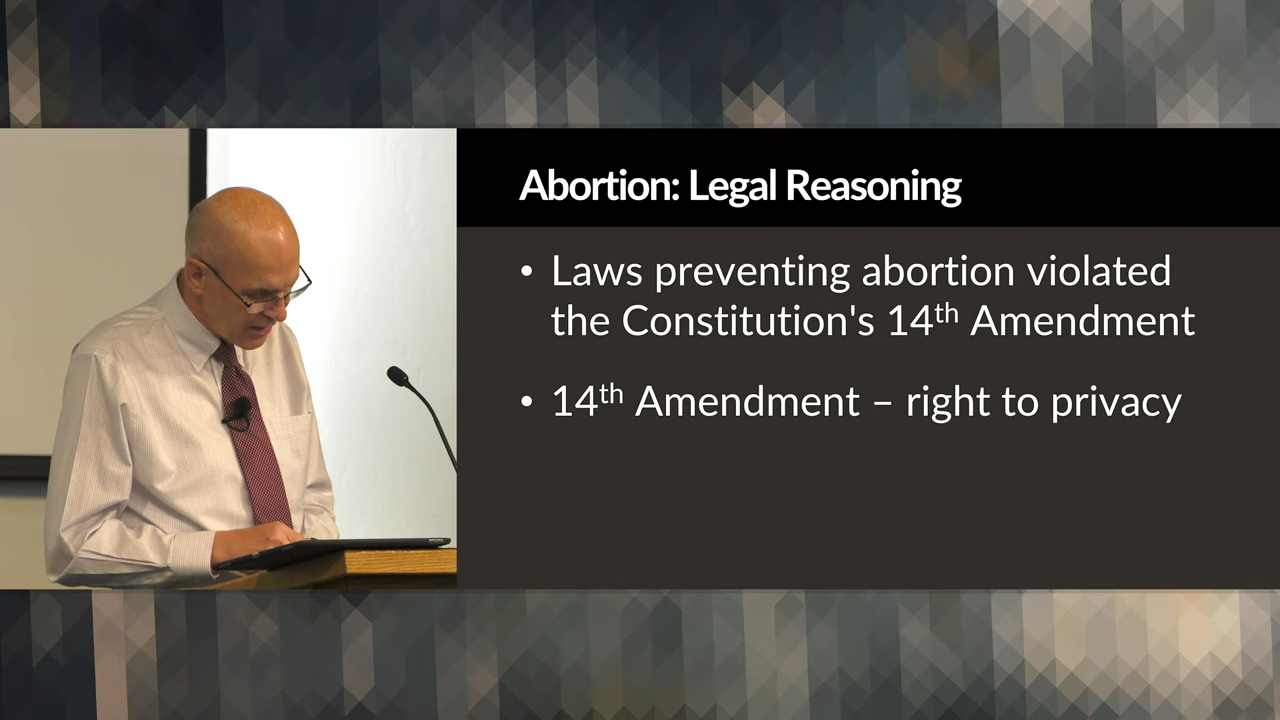 Abortion: Legal Reasoning
• Laws preventing abortion violated
the Constitution's 14th Amendment
• 14th Amendment – right to privacy